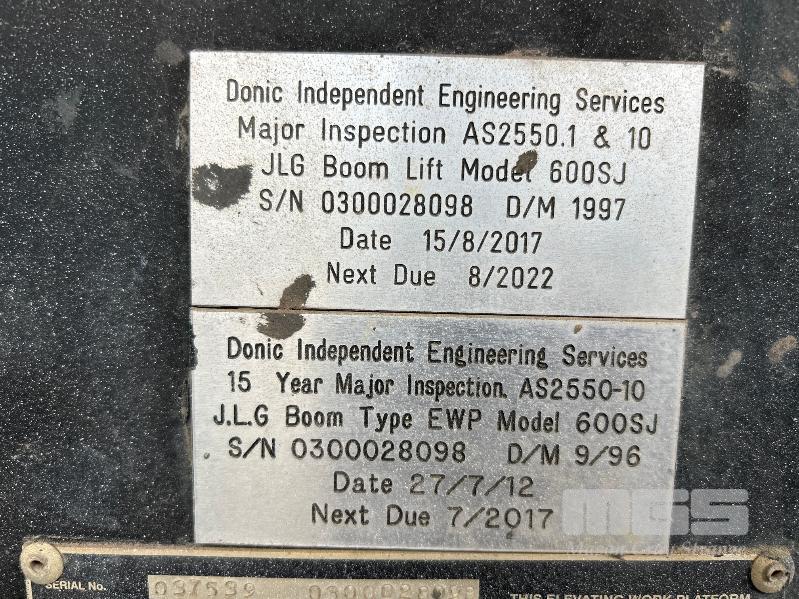 Donic Independent Engineering Services
Major Inspection AS2550.1 & 10
JLG Boom Lift Model 600SJ
S/N 0300028098 D/M 1997
Date 15/8/2017
Next Due 8/2022
Donic Independent Engineering Services
15 Year Major Inspection. AS2550-10
J.L.G Boom Type EWP Model 600SJ
S/N 0300028098 D/M 9/96
Date 27/7/12
Next Due 7/2017
MGS
SERIAL No. 037539 0300028098
THIS ELEVATING WORK PLATFORM